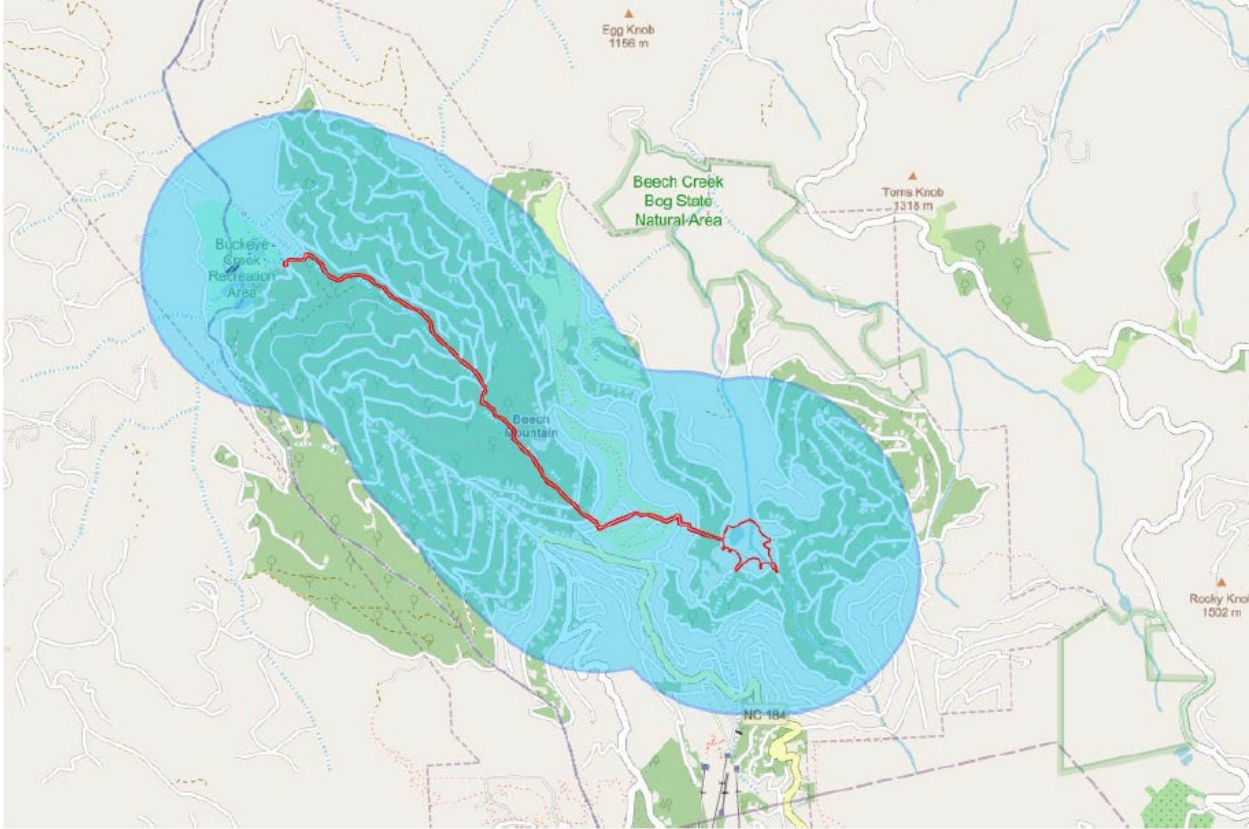 Egg Knob
1156 m
Beech Creek
Bog State
Natural Area
Toms Knob
1318 m
Buckeye
Creek
Recreation
Area
Beech
Mountain
Rocky Knob
1502 m
NC 184